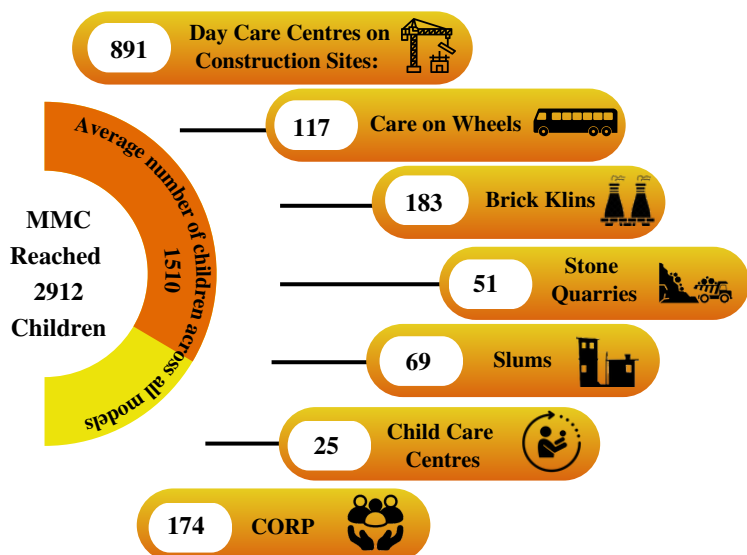 891
Day Care Centres on
Construction Sites:
117
Care on Wheels
183
Brick Klins
51
Stone
Quarries
69
Slums
25
Child Care
Centres
174
CORP
Average number of children across all models
1510
MMC
Reached
2912
Children